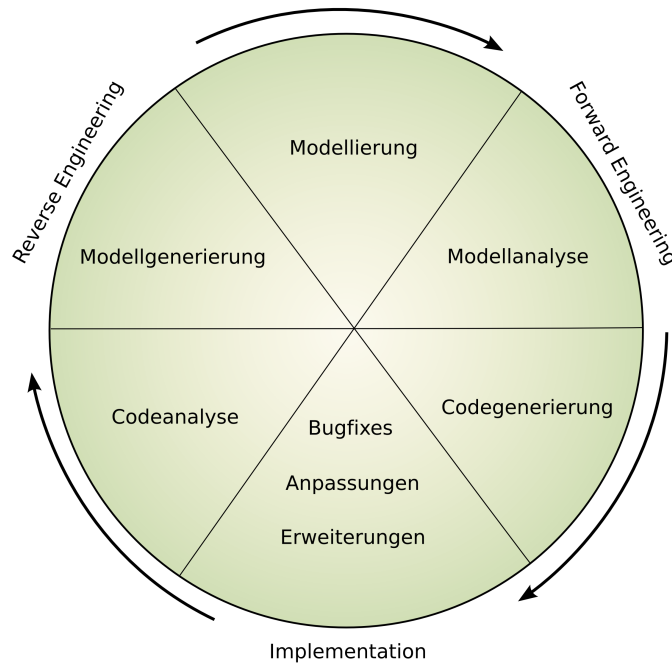 Reverse Engineering
Forward Engineering
Modellierung
Modellgenerierung
Modellanalyse
Codeanalyse
Codegenerierung
Bugfixes
Anpassungen
Erweiterungen
Implementation